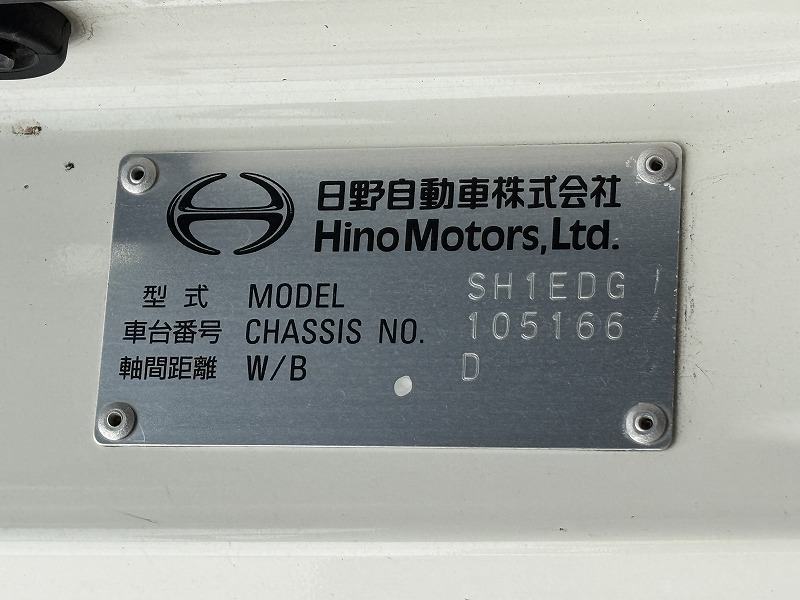 日野自動車株式会社
Hino Motors, Ltd.
型式 MODEL SH1EDG
車台番号 CHASSIS NO. 105166
軸間距離 W/B D